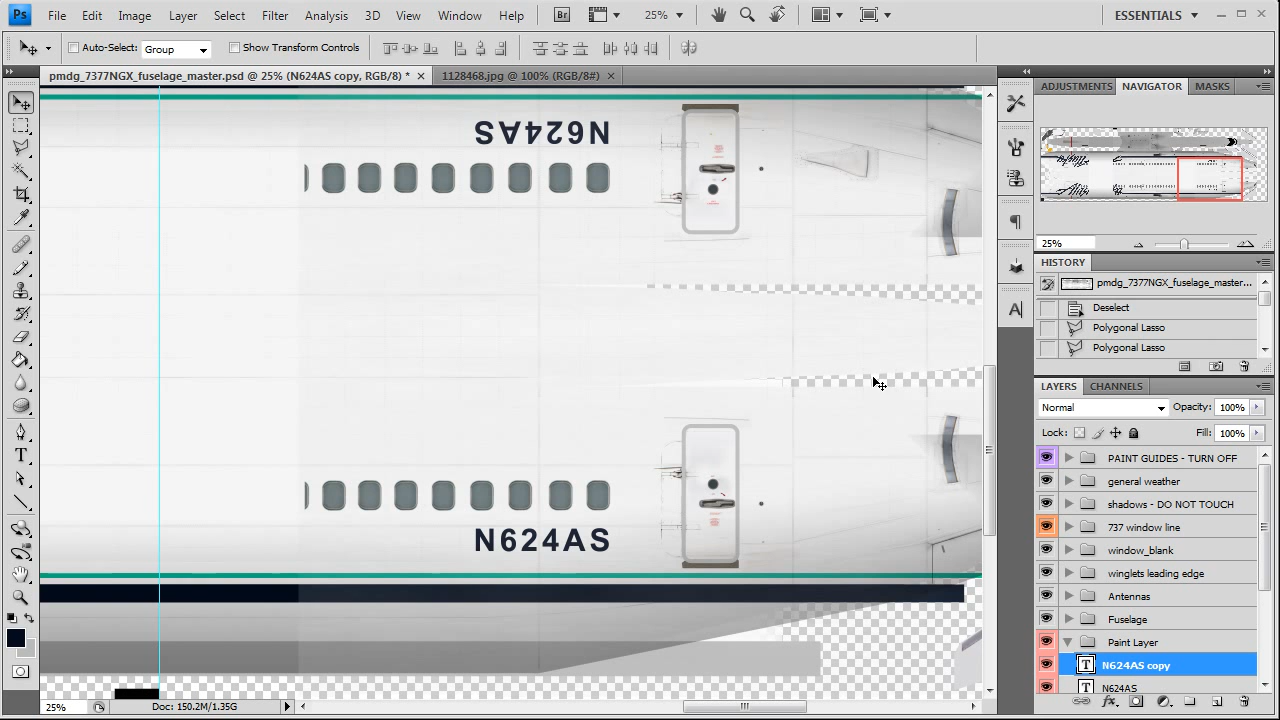 Ps File Edit Image Layer Select Filter Analysis 3D View Window Help Br 25% ESSENTIALS
Auto-Select: Group Show Transform Controls
pmdg_7377NGX_fuselage_master.psd @ 25% (N624AS copy, RGB/8) * × 1128468.jpg @ 100% (RGB/8#) ×
ADJUSTMENTS NAVIGATOR MASKS
N624AS
25%
HISTORY
pmdg_7377NGX_fuselage_master...
Deselect
Polygonal Lasso
Polygonal Lasso
LAYERS CHANNELS
Normal Opacity: 100%
Lock: Fill: 100%
PAINT GUIDES - TURN OFF
general weather
shadows - DO NOT TOUCH
737 window line
window_blank
winglets leading edge
Antennas
Fuselage
Paint Layer
T N624AS copy
T N624AS
N624AS
25% Doc: 150.2M/1.35G